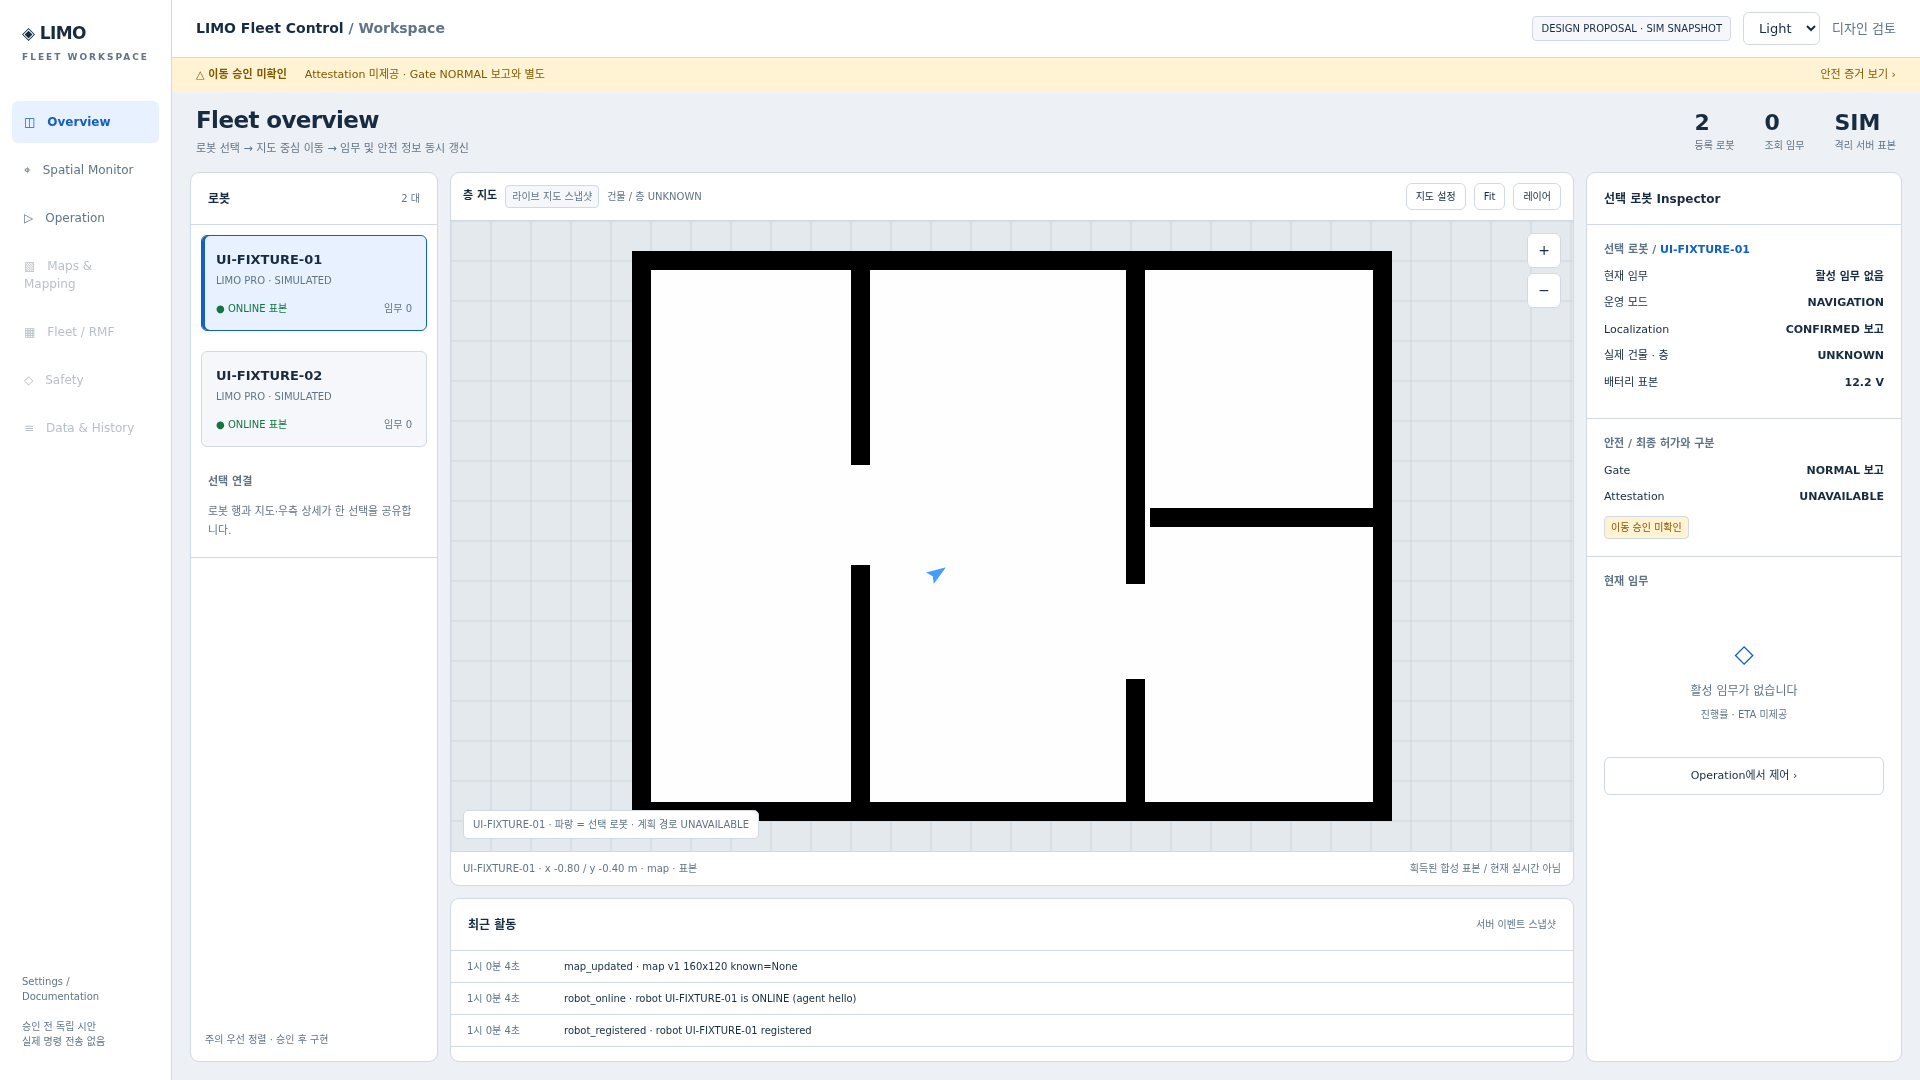 ◈ LIMO
FLEET WORKSPACE
Overview
Spatial Monitor
Operation
Maps &
Mapping
Fleet / RMF
Safety
Data & History
Settings /
Documentation
승인 전 독립 시안
실제 명령 전송 없음
LIMO Fleet Control / Workspace
DESIGN PROPOSAL · SIM SNAPSHOT
Light
디자인 검토
△ 이동 승인 미확인 Attestation 미제공 · Gate NORMAL 보고와 별도
안전 증거 보기 ›
Fleet overview
로봇 선택 → 지도 중심 이동 → 임무 및 안전 정보 동시 갱신
2
등록 로봇
0
조회 임무
SIM
격리 서버 표본
로봇
2 대
UI-FIXTURE-01
LIMO PRO · SIMULATED
● ONLINE 표본
임무 0
UI-FIXTURE-02
LIMO PRO · SIMULATED
● ONLINE 표본
임무 0
선택 연결
로봇 행과 지도·우측 상세가 한 선택을 공유합
니다.
주의 우선 정렬 · 승인 후 구현
층 지도
라이브 지도 스냅샷
건물 / 층 UNKNOWN
지도 설정
Fit
레이어
+
−
UI-FIXTURE-01 · 파랑 = 선택 로봇 · 계획 경로 UNAVAILABLE
UI-FIXTURE-01 · x -0.80 / y -0.40 m · map · 표본
획득된 합성 표본 / 현재 실시간 아님
최근 활동
서버 이벤트 스냅샷
1시 0분 4초 map_updated · map v1 160x120 known=None
1시 0분 4초 robot_online · robot UI-FIXTURE-01 is ONLINE (agent hello)
1시 0분 4초 robot_registered · robot UI-FIXTURE-01 registered
선택 로봇 Inspector
선택 로봇 / UI-FIXTURE-01
현재 임무 활성 임무 없음
운영 모드 NAVIGATION
Localization CONFIRMED 보고
실제 건물 · 층 UNKNOWN
배터리 표본 12.2 V
안전 / 최종 허가와 구분
Gate NORMAL 보고
Attestation UNAVAILABLE
이동 승인 미확인
현재 임무
활성 임무가 없습니다
진행률 · ETA 미제공
Operation에서 제어 ›